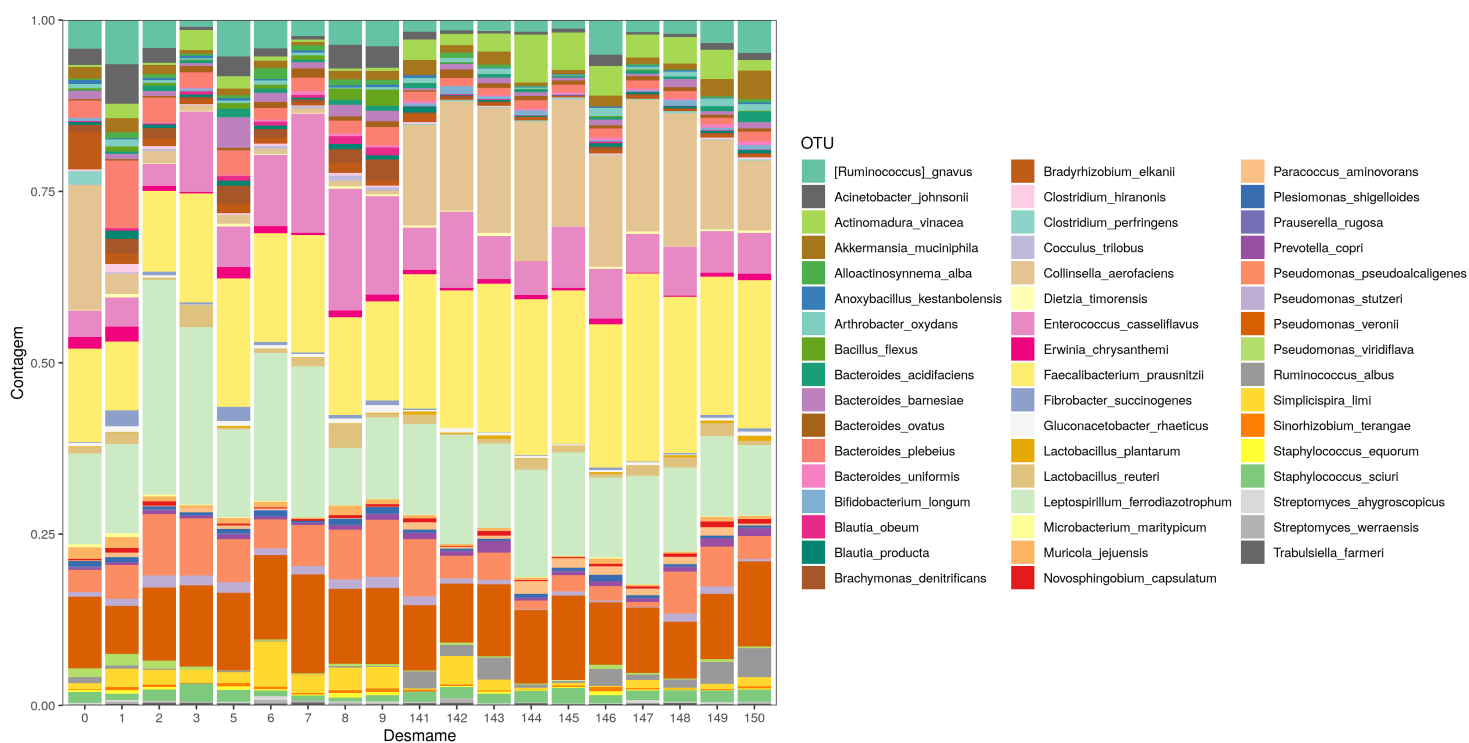 1.00
0.75
0.50
0.25
0.00
Contagem
0 1 2 3 5 6 7 8 9 141 142 143 144 145 146 147 148 149 150
Desmame
OTU
[Ruminococcus]_gnavus
Acinetobacter_johnsonii
Actinomadura_vinacea
Akkermansia_muciniphila
Alloactinosynnema_alba
Anoxybacillus_kestanbolensis
Arthrobacter_oxydans
Bacillus_flexus
Bacteroides_acidifaciens
Bacteroides_barnesiae
Bacteroides_ovatus
Bacteroides_plebeius
Bacteroides_uniformis
Bifidobacterium_longum
Blautia_obeum
Blautia_producta
Brachymonas_denitrificans
Bradyrhizobium_elkanii
Clostridium_hiranonis
Clostridium_perfringens
Cocculus_trilobus
Collinsella_aerofaciens
Dietzia_timorensis
Enterococcus_casseliflavus
Erwinia_chrysanthemi
Faecalibacterium_prausnitzii
Fibrobacter_succinogenes
Gluconacetobacter_rhaeticus
Lactobacillus_plantarum
Lactobacillus_reuteri
Leptospirillum_ferrodiazotrophum
Microbacterium_maritypicum
Muricola_jejuensis
Novosphingobium_capsulatum
Paracoccus_aminovorans
Plesiomonas_shigelloides
Prauserella_rugosa
Prevotella_copri
Pseudomonas_pseudoalcaligenes
Pseudomonas_stutzeri
Pseudomonas_veronii
Pseudomonas_viridiflava
Ruminococcus_albus
Simplicispira_limi
Sinorhizobium_terangae
Staphylococcus_equorum
Staphylococcus_sciuri
Streptomyces_ahygroscopicus
Streptomyces_werraensis
Trabulsiella_farmeri